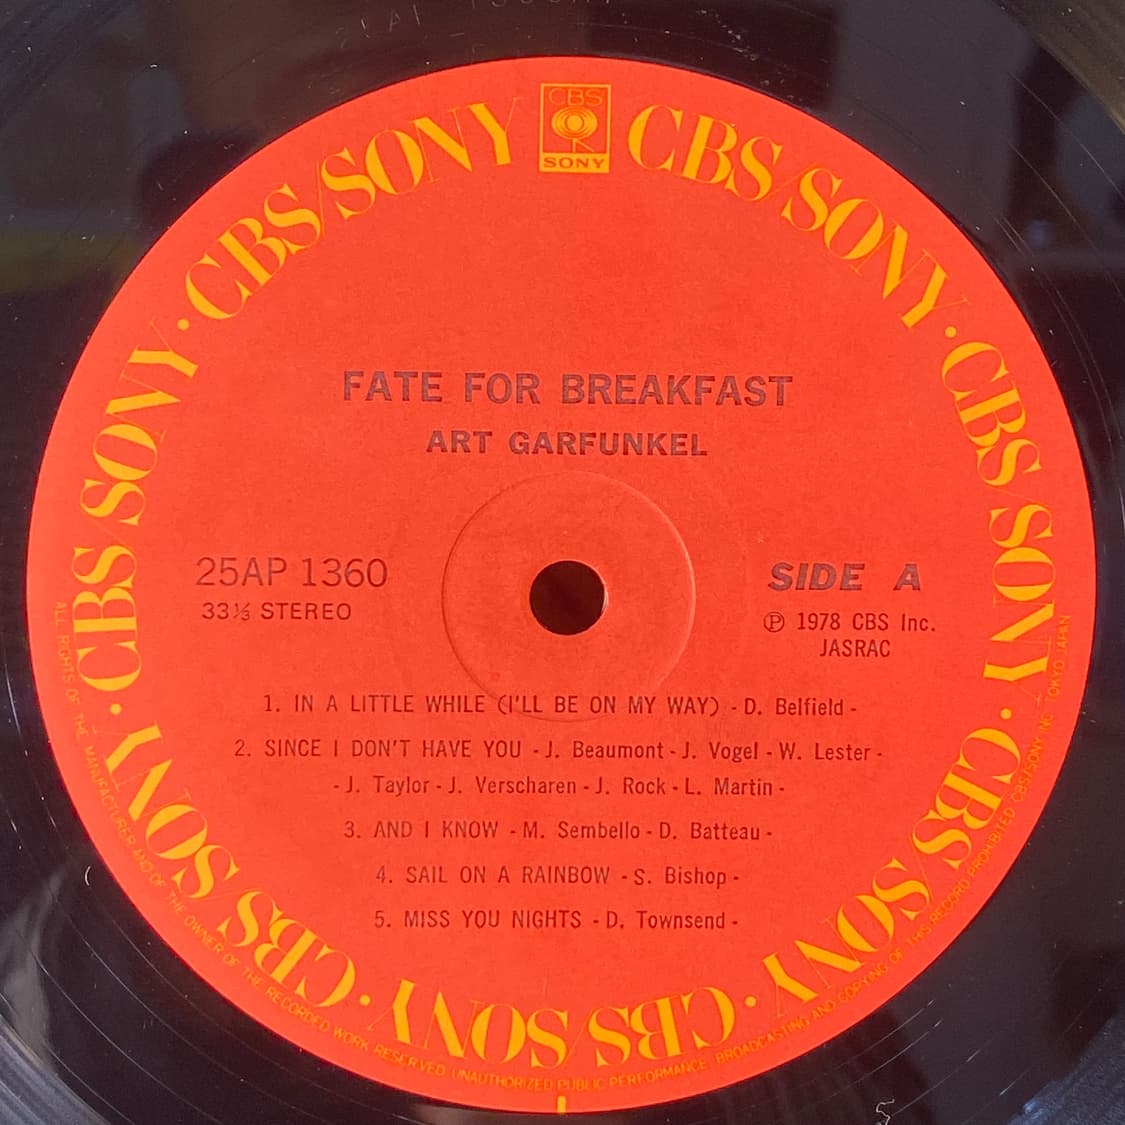 CBS
SONY
CBS/SONY · CBS/SONY · CBS/SONY · CBS/SONY · CBS/SONY · CBS/SONY · CBS/SONY · CBS/SONY
FATE FOR BREAKFAST
ART GARFUNKEL
25AP 1360
33⅓ STEREO
SIDE A
Ⓟ 1978 CBS Inc.
JASRAC
1. IN A LITTLE WHILE (I'LL BE ON MY WAY) - D. Belfield -
2. SINCE I DON'T HAVE YOU - J. Beaumont - J. Vogel - W. Lester -
- J. Taylor - J. Verscharen - J. Rock - L. Martin -
3. AND I KNOW - M. Sembello - D. Batteau -
4. SAIL ON A RAINBOW - S. Bishop -
5. MISS YOU NIGHTS - D. Townsend -
ALL RIGHTS OF THE MANUFACTURER AND OF THE OWNER OF THE RECORDED WORK RESERVED UNAUTHORIZED PUBLIC PERFORMANCE BROADCASTING AND COPYING OF THIS RECORD PROHIBITED CBS/SONY INC. TOKYO JAPAN